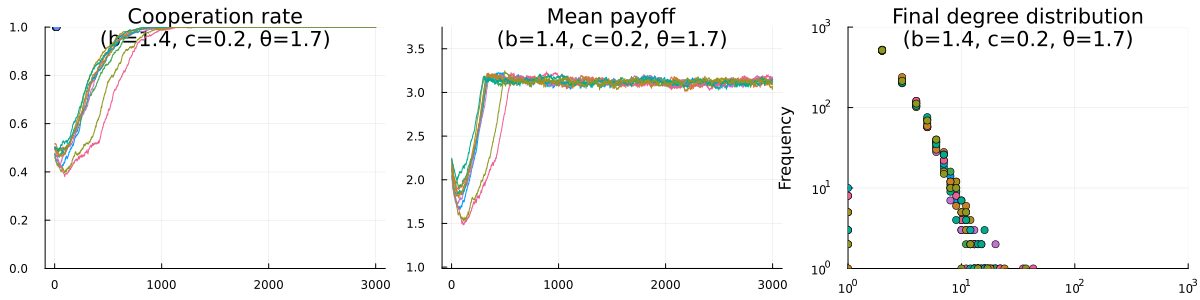 Cooperation rate
(b=1.4, c=0.2, θ=1.7)
1.0
0.8
0.6
0.4
0.2
0.0
0 1000 2000 3000
Mean payoff
(b=1.4, c=0.2, θ=1.7)
3.5
3.0
2.5
2.0
1.5
1.0
0 1000 2000 3000
Final degree distribution
(b=1.4, c=0.2, θ=1.7)
Frequency
10³
10²
10¹
10⁰
10⁰ 10¹ 10² 10³